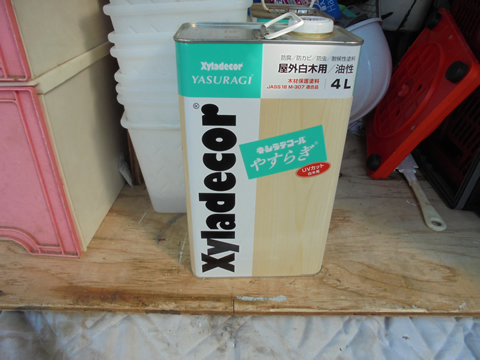 Xyladecor
YASURAGI
防腐/防カビ/防虫/耐候性塗料
屋外白木用/油性
木材保護塗料
JASS18 M-307 適合品
4L
Xyladecor®
キシラデコール
やすらぎ®
UVカット